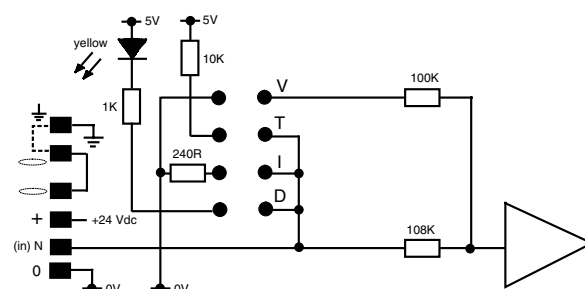 5V 5V
yellow
10K
1K
V
100K
T
240R
I
D
+ +24 Vdc
(in) N
108K
0
0V 0V